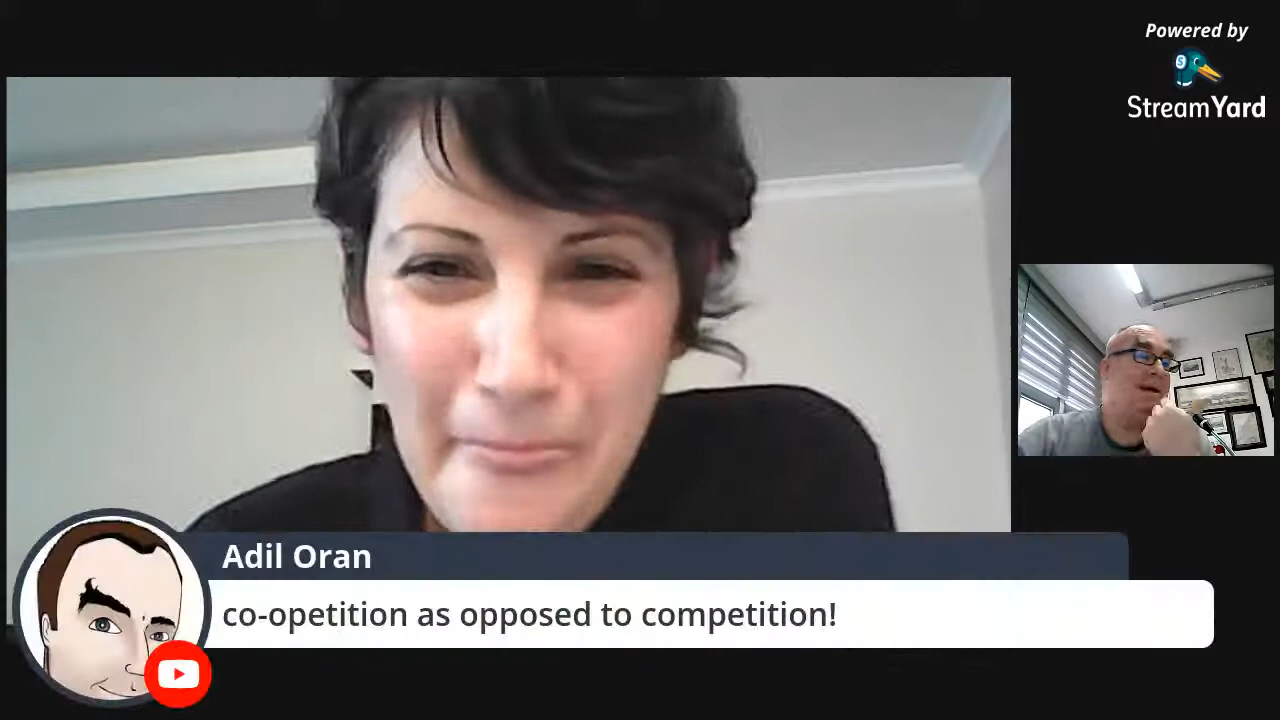 Powered by
StreamYard
Adil Oran
co-opetition as opposed to competition!